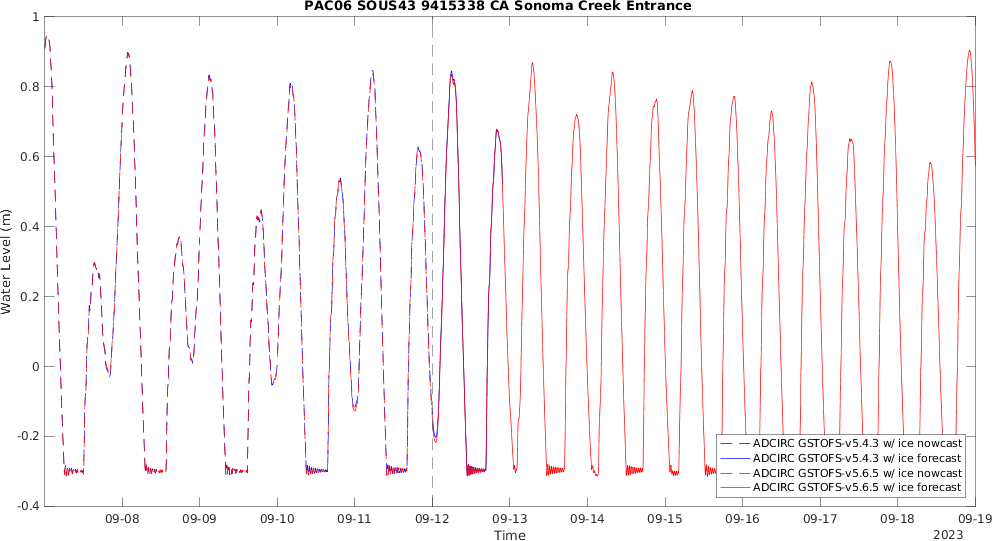 PAC06 SOUS43 9415338 CA Sonoma Creek Entrance
1
0.8
0.6
0.4
0.2
0
-0.2
-0.4
Water Level (m)
ADCIRC GSTOFS-v5.4.3 w/ ice nowcast
ADCIRC GSTOFS-v5.4.3 w/ ice forecast
ADCIRC GSTOFS-v5.6.5 w/ ice nowcast
ADCIRC GSTOFS-v5.6.5 w/ ice forecast
09-08 09-09 09-10 09-11 09-12 09-13 09-14 09-15 09-16 09-17 09-18 09-19
Time
2023